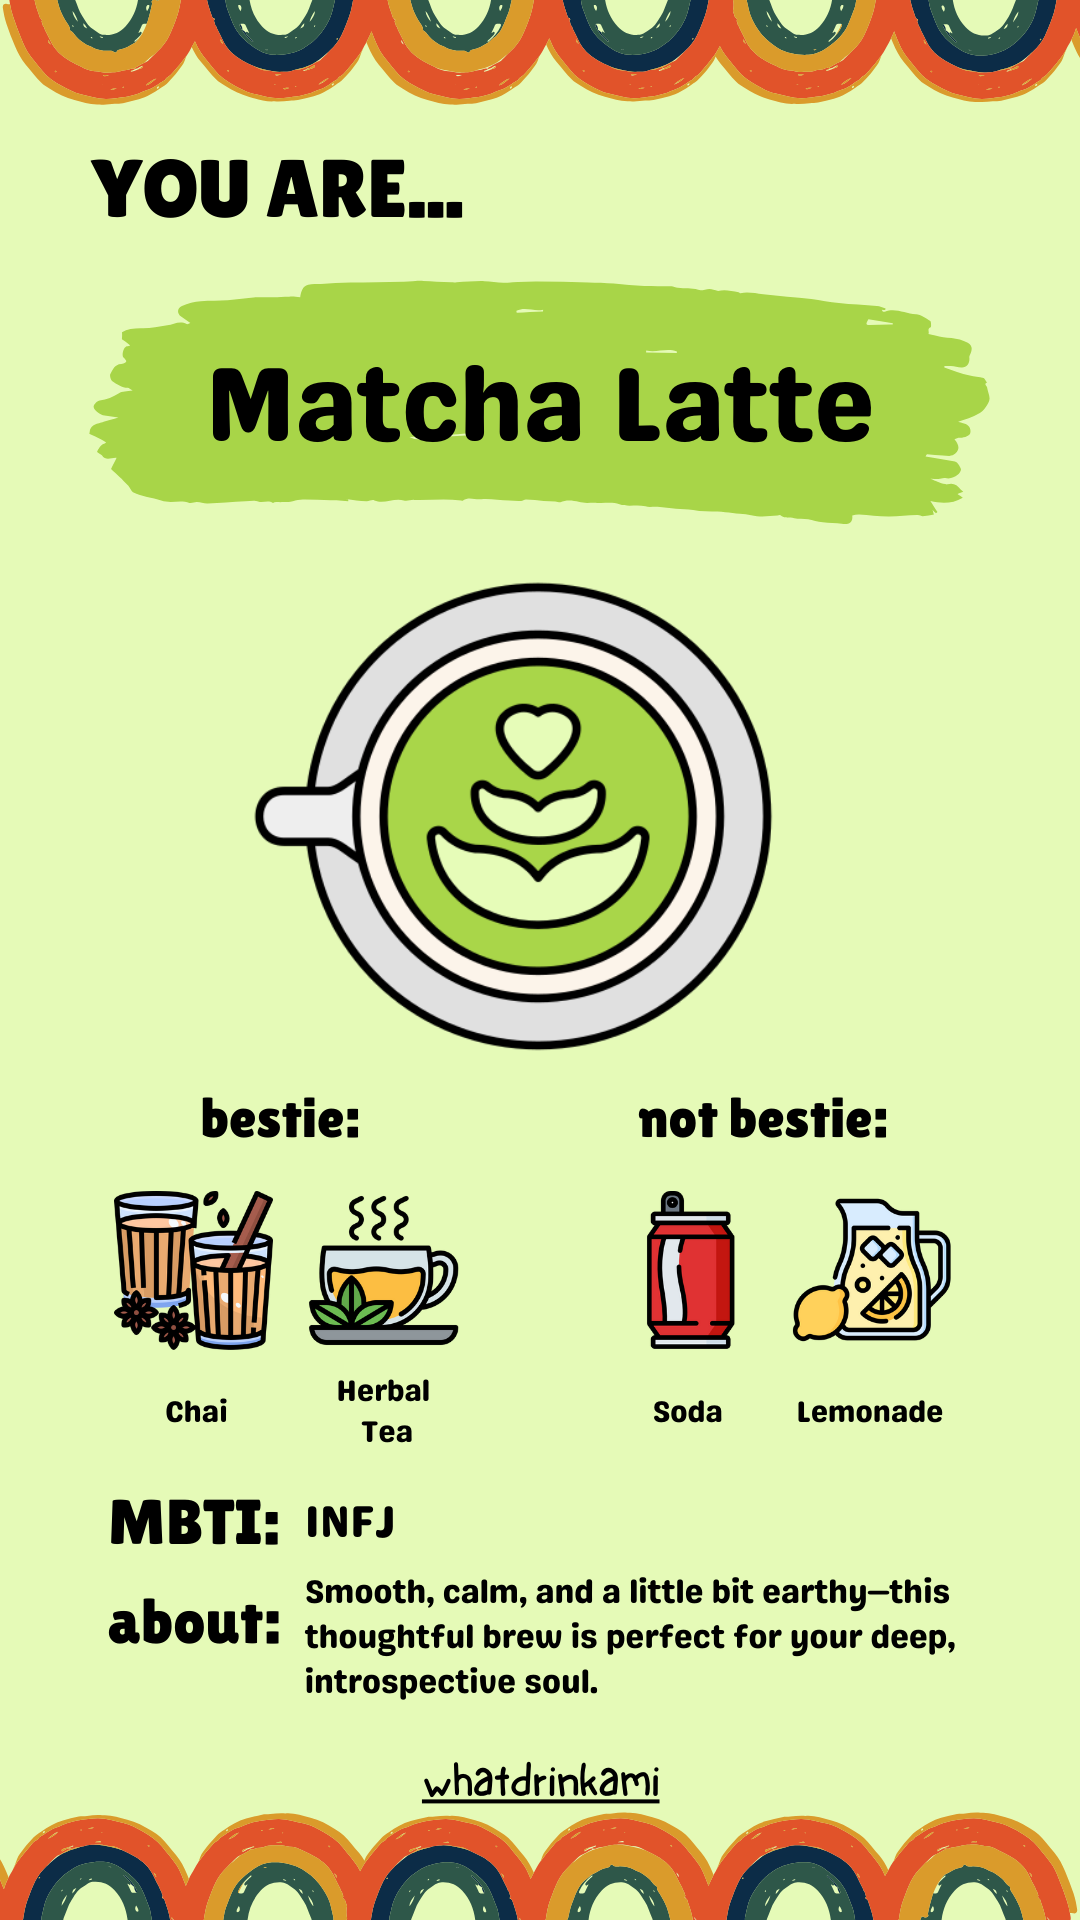 YOU ARE...
Matcha Latte
bestie:
not bestie:
Chai
Herbal
Tea
Soda
Lemonade
MBTI: INFJ
about: Smooth, calm, and a little bit earthy—this
thoughtful brew is perfect for your deep,
introspective soul.
whatdrinkami